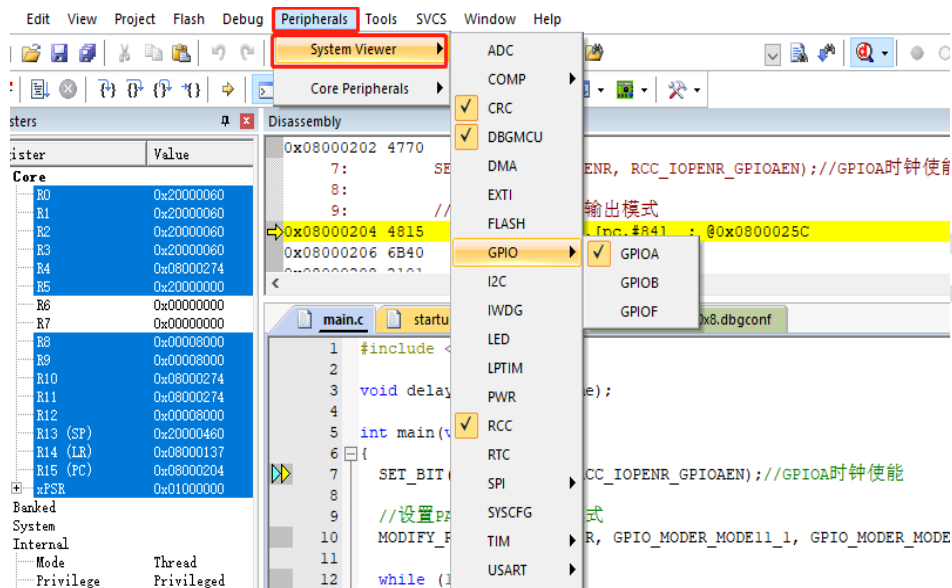 Edit View Project Flash Debug Peripherals Tools SVCS Window Help
System Viewer
Core Peripherals
ADC
COMP
CRC
DBGMCU
DMA
EXTI
FLASH
GPIO
I2C
IWDG
LED
LPTIM
PWR
RCC
RTC
SPI
SYSCFG
TIM
USART
GPIOA
GPIOB
GPIOF
sters
ister Value
Core
R0 0x20000060
R1 0x20000060
R2 0x20000060
R3 0x20000060
R4 0x08000274
R5 0x20000000
R6 0x00000000
R7 0x00000000
R8 0x00008000
R9 0x00008000
R10 0x08000274
R11 0x08000274
R12 0x00008000
R13 (SP) 0x20000460
R14 (LR) 0x08000137
R15 (PC) 0x08000204
xPSR 0x01000000
Banked
System
Internal
Mode Thread
Privilege Privileged
Disassembly
0x08000202 4770
7: SE ENR, RCC_IOPENR_GPIOAEN);//GPIOA时钟使能
8:
9: // 输出模式
0x08000204 4815 ,[pc,#84] ; @0x0800025C
0x08000206 6B40
main.c startu 0x8.dbgconf
1 #include <
2
3 void delay e);
4
5 int main(v
6 {
7 SET_BIT( CC_IOPENR_GPIOAEN);//GPIOA时钟使能
8
9 //设置PA 式
10 MODIFY_R R, GPIO_MODER_MODE11_1, GPIO_MODER_MODE
11
12 while (1